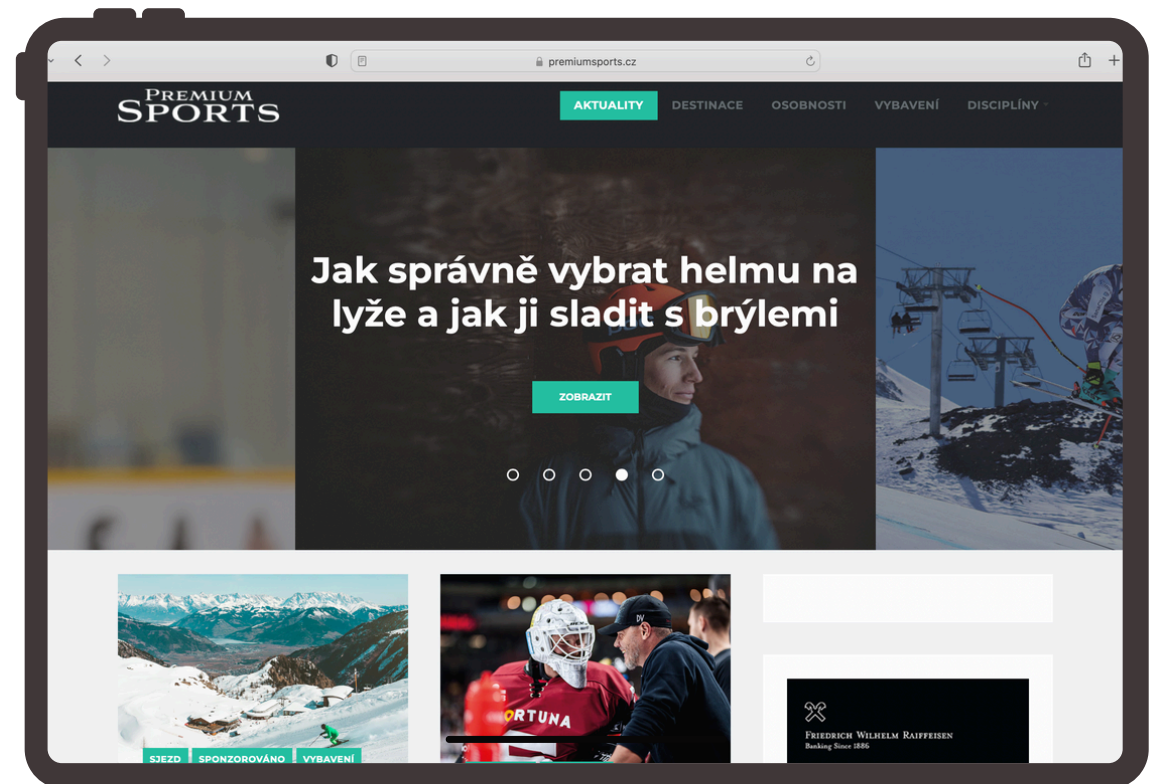 premiumsports.cz
PREMIUM
SPORTS
AKTUALITY DESTINACE OSOBNOSTI VYBAVENÍ DISCIPLÍNY
Jak správně vybrat helmu na
lyže a jak ji sladit s brýlemi
ZOBRAZIT
DV
ORTUNA
FRIEDRICH WILHELM RAIFFEISEN
Banking Since 1886
SJEZD SPONZOROVÁNO VYBAVENÍ